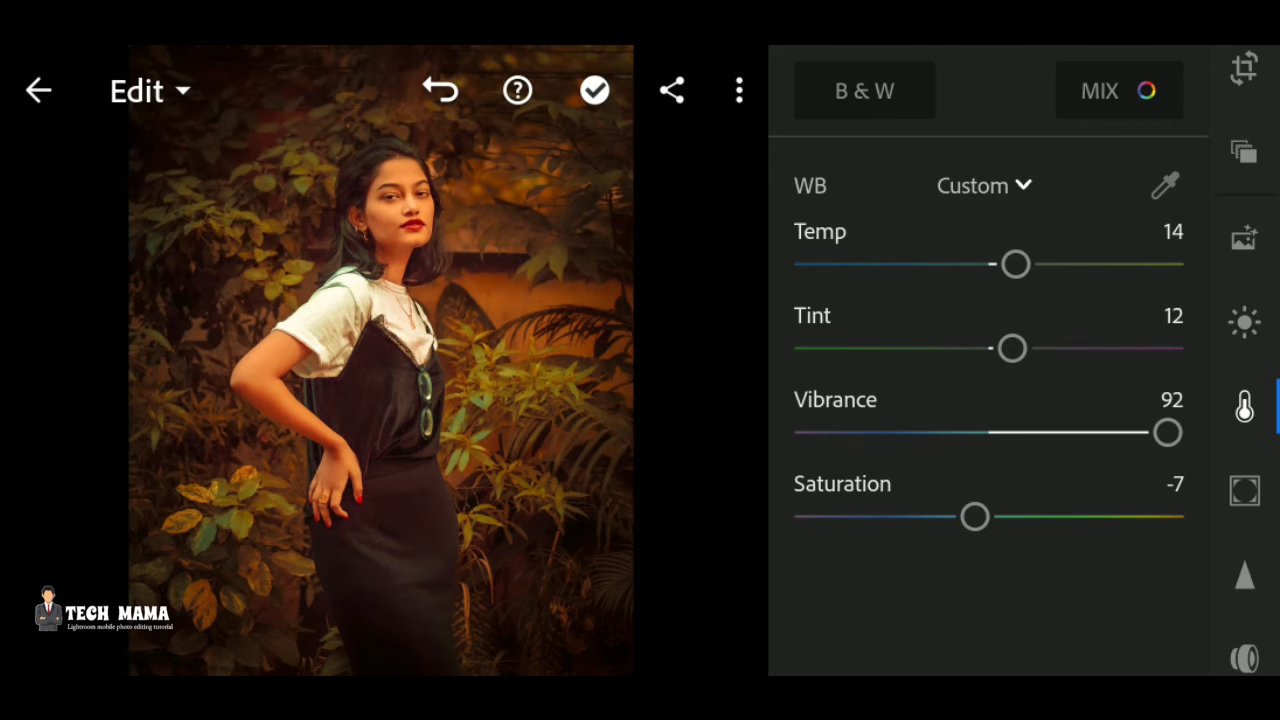 Edit
B & W
MIX
WB
Custom
Temp
14
Tint
12
Vibrance
92
Saturation
-7
TECH MAMA
Lightroom mobile photo editing tutorial